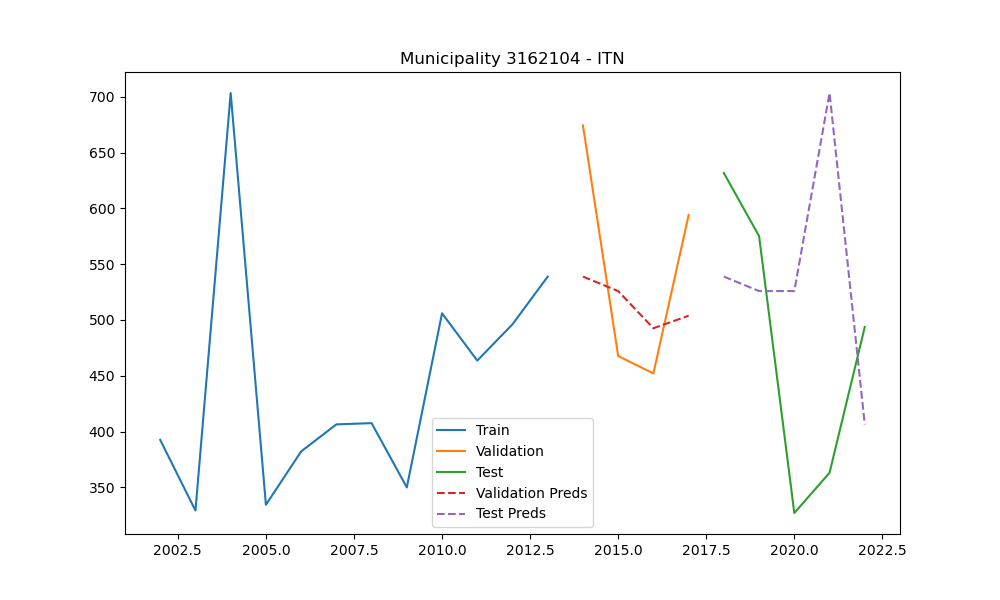 Municipality 3162104 - ITN
700
650
600
550
500
450
400
350
Train
Validation
Test
Validation Preds
Test Preds
2002.5 2005.0 2007.5 2010.0 2012.5 2015.0 2017.5 2020.0 2022.5